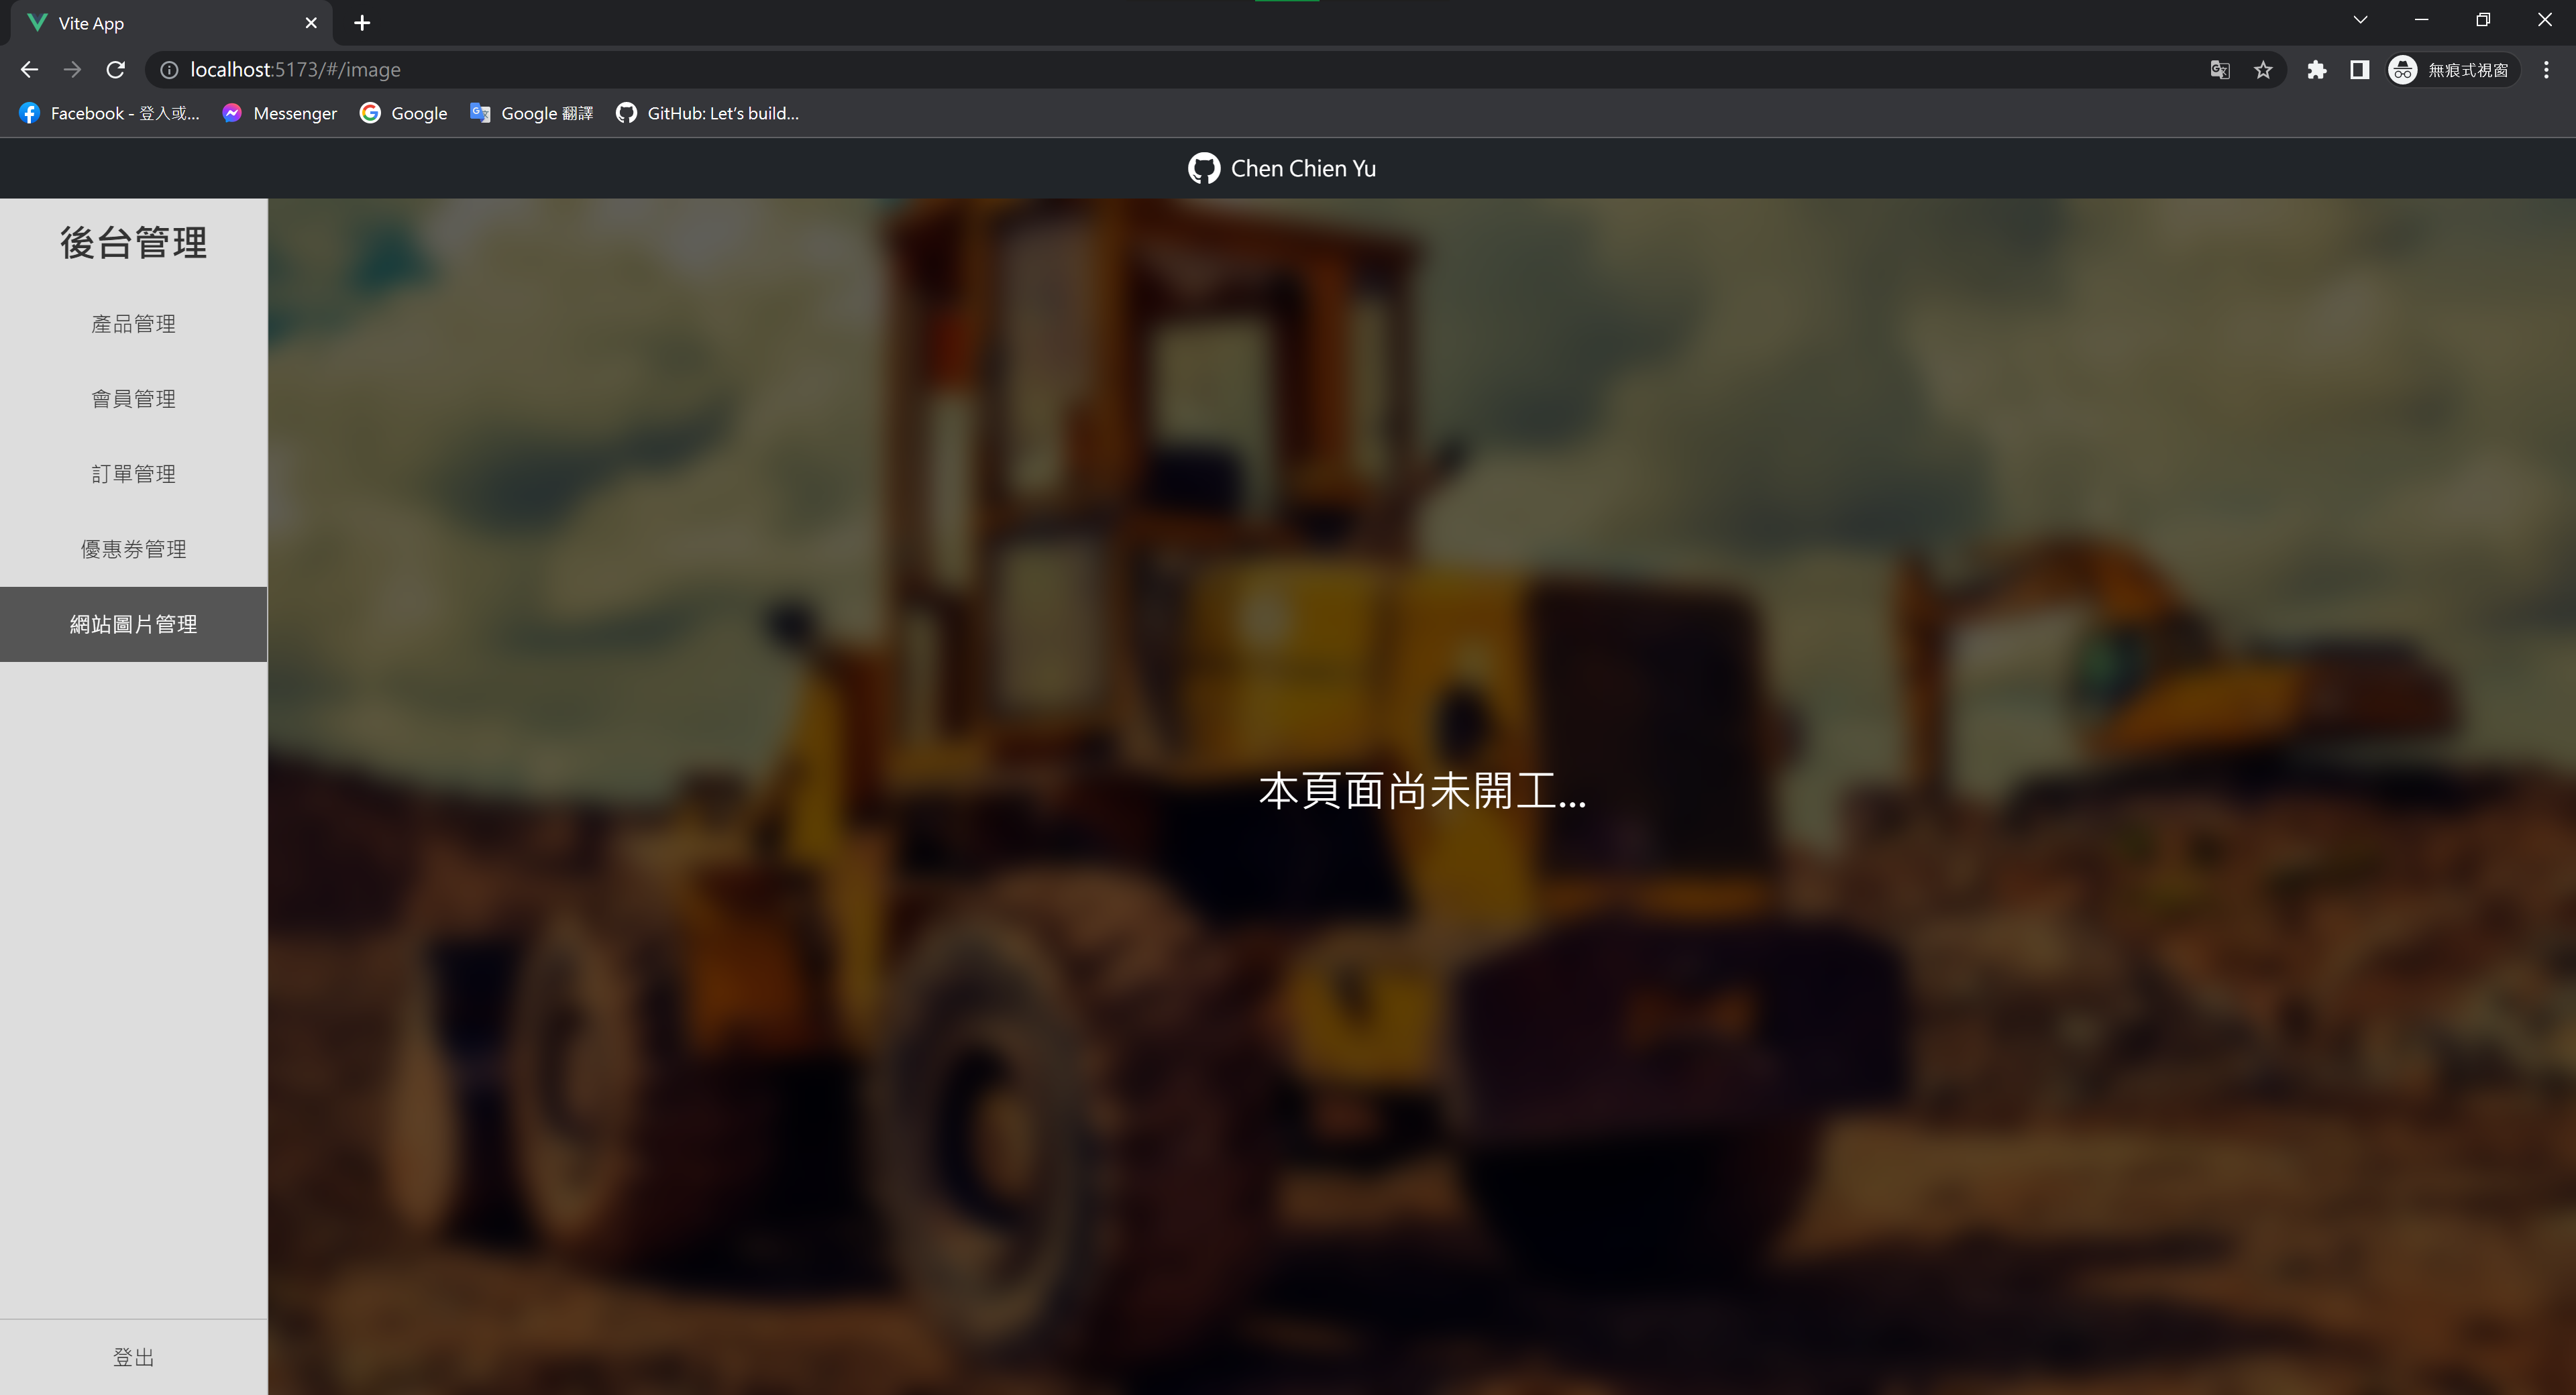 Vite App
localhost:5173/#/image
無痕式視窗
Facebook - 登入或...
Messenger
Google
Google 翻譯
GitHub: Let's build...
Chen Chien Yu
後台管理
產品管理
會員管理
訂單管理
優惠券管理
網站圖片管理
本頁面尚未開工...
登出